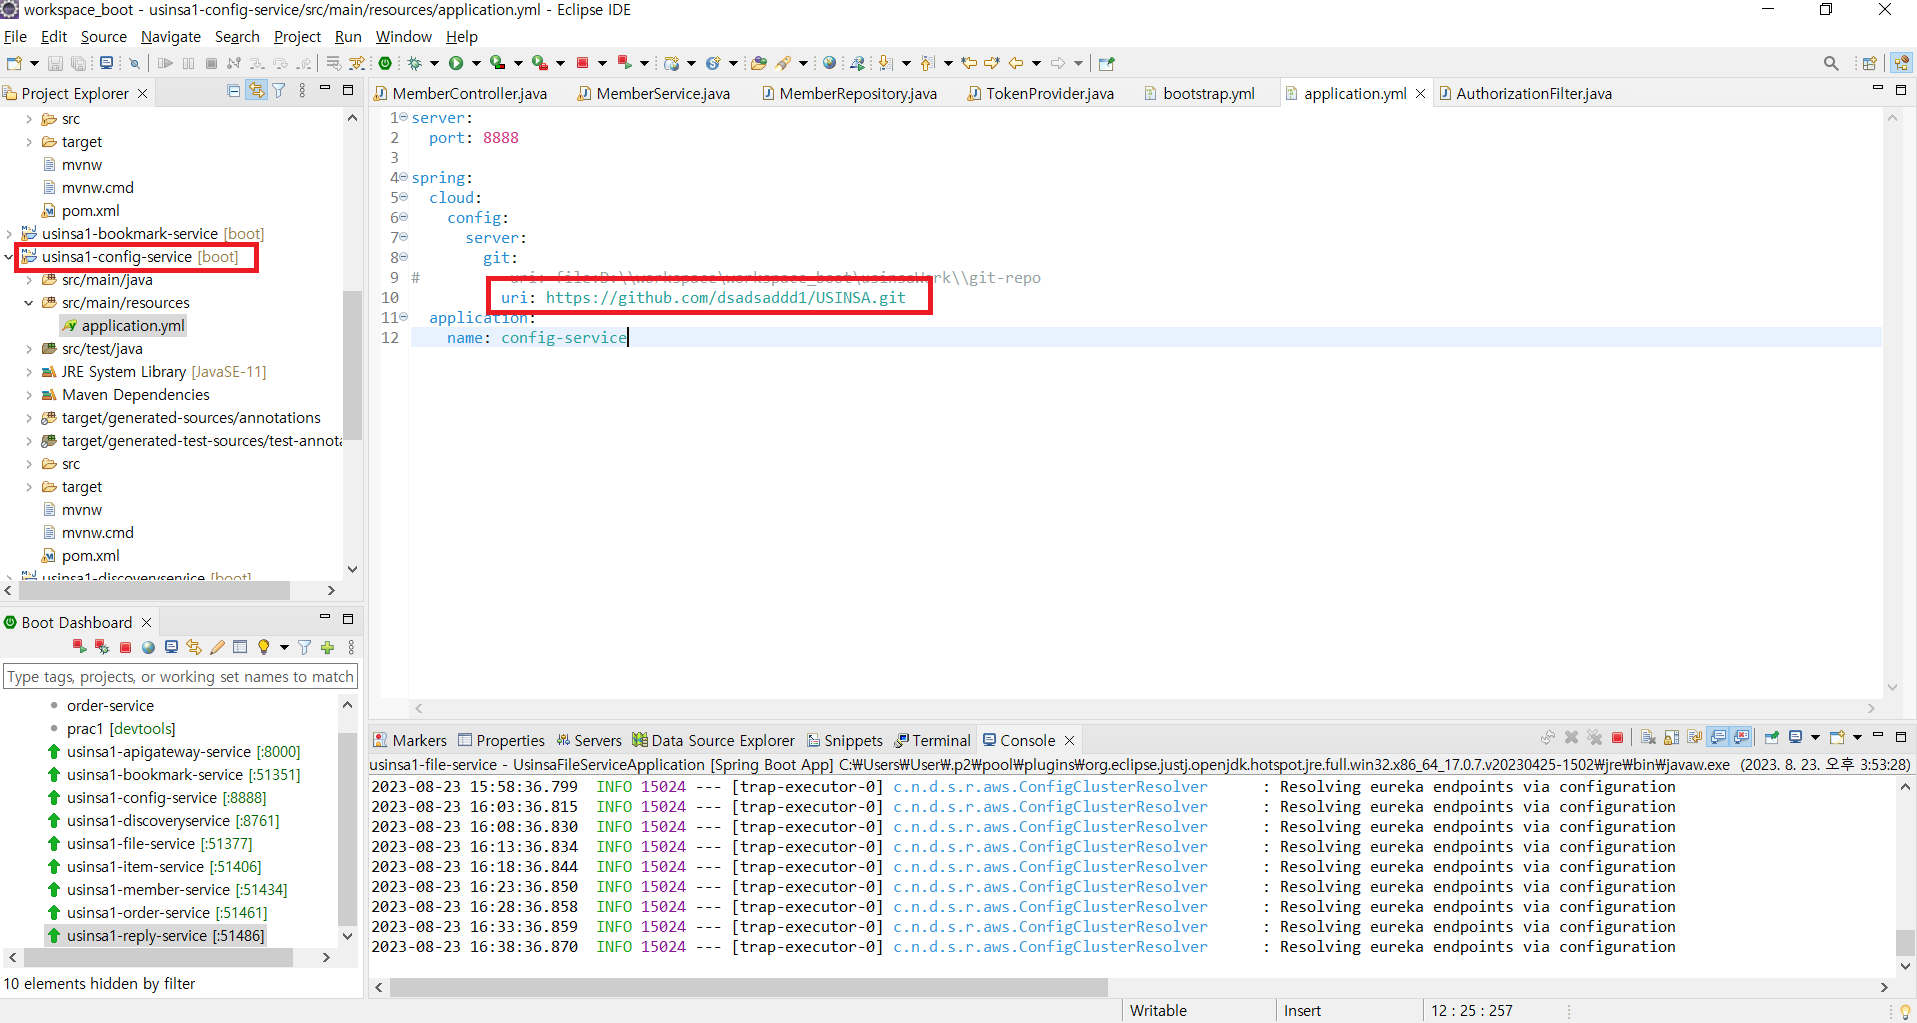 workspace_boot - usinsa1-config-service/src/main/resources/application.yml - Eclipse IDE
File Edit Source Navigate Search Project Run Window Help
Project Explorer
src
target
mvnw
mvnw.cmd
pom.xml
usinsa1-bookmark-service [boot]
usinsa1-config-service [boot]
src/main/java
src/main/resources
application.yml
src/test/java
JRE System Library [JavaSE-11]
Maven Dependencies
target/generated-sources/annotations
target/generated-test-sources/test-annota
src
target
mvnw
mvnw.cmd
pom.xml
usinsa1-discoveryservice [boot]
Boot Dashboard
Type tags, projects, or working set names to match
order-service
prac1 [devtools]
usinsa1-apigateway-service [:8000]
usinsa1-bookmark-service [:51351]
usinsa1-config-service [:8888]
usinsa1-discoveryservice [:8761]
usinsa1-file-service [:51377]
usinsa1-item-service [:51406]
usinsa1-member-service [:51434]
usinsa1-order-service [:51461]
usinsa1-reply-service [:51486]
10 elements hidden by filter
MemberController.java MemberService.java MemberRepository.java TokenProvider.java bootstrap.yml application.yml AuthorizationFilter.java
1 server:
2 port: 8888
3
4 spring:
5 cloud:
6 config:
7 server:
8 git:
9 # uri: file:D:\\workspace\workspace_boot\usinsaWork\\git-repo
10 uri: https://github.com/dsadsaddd1/USINSA.git
11 application:
12 name: config-service
Markers Properties Servers Data Source Explorer Snippets Terminal Console
usinsa1-file-service - UsinsaFileServiceApplication [Spring Boot App] C:₩Users₩User₩.p2₩pool₩plugins₩org.eclipse.justj.openjdk.hotspot.jre.full.win32.x86_64_17.0.7.v20230425-1502₩jre₩bin₩javaw.exe (2023. 8. 23. 오후 3:53:28)
2023-08-23 15:58:36.799 INFO 15024 --- [trap-executor-0] c.n.d.s.r.aws.ConfigClusterResolver : Resolving eureka endpoints via configuration
2023-08-23 16:03:36.815 INFO 15024 --- [trap-executor-0] c.n.d.s.r.aws.ConfigClusterResolver : Resolving eureka endpoints via configuration
2023-08-23 16:08:36.830 INFO 15024 --- [trap-executor-0] c.n.d.s.r.aws.ConfigClusterResolver : Resolving eureka endpoints via configuration
2023-08-23 16:13:36.834 INFO 15024 --- [trap-executor-0] c.n.d.s.r.aws.ConfigClusterResolver : Resolving eureka endpoints via configuration
2023-08-23 16:18:36.844 INFO 15024 --- [trap-executor-0] c.n.d.s.r.aws.ConfigClusterResolver : Resolving eureka endpoints via configuration
2023-08-23 16:23:36.850 INFO 15024 --- [trap-executor-0] c.n.d.s.r.aws.ConfigClusterResolver : Resolving eureka endpoints via configuration
2023-08-23 16:28:36.858 INFO 15024 --- [trap-executor-0] c.n.d.s.r.aws.ConfigClusterResolver : Resolving eureka endpoints via configuration
2023-08-23 16:33:36.859 INFO 15024 --- [trap-executor-0] c.n.d.s.r.aws.ConfigClusterResolver : Resolving eureka endpoints via configuration
2023-08-23 16:38:36.870 INFO 15024 --- [trap-executor-0] c.n.d.s.r.aws.ConfigClusterResolver : Resolving eureka endpoints via configuration
Writable Insert 12 : 25 : 257